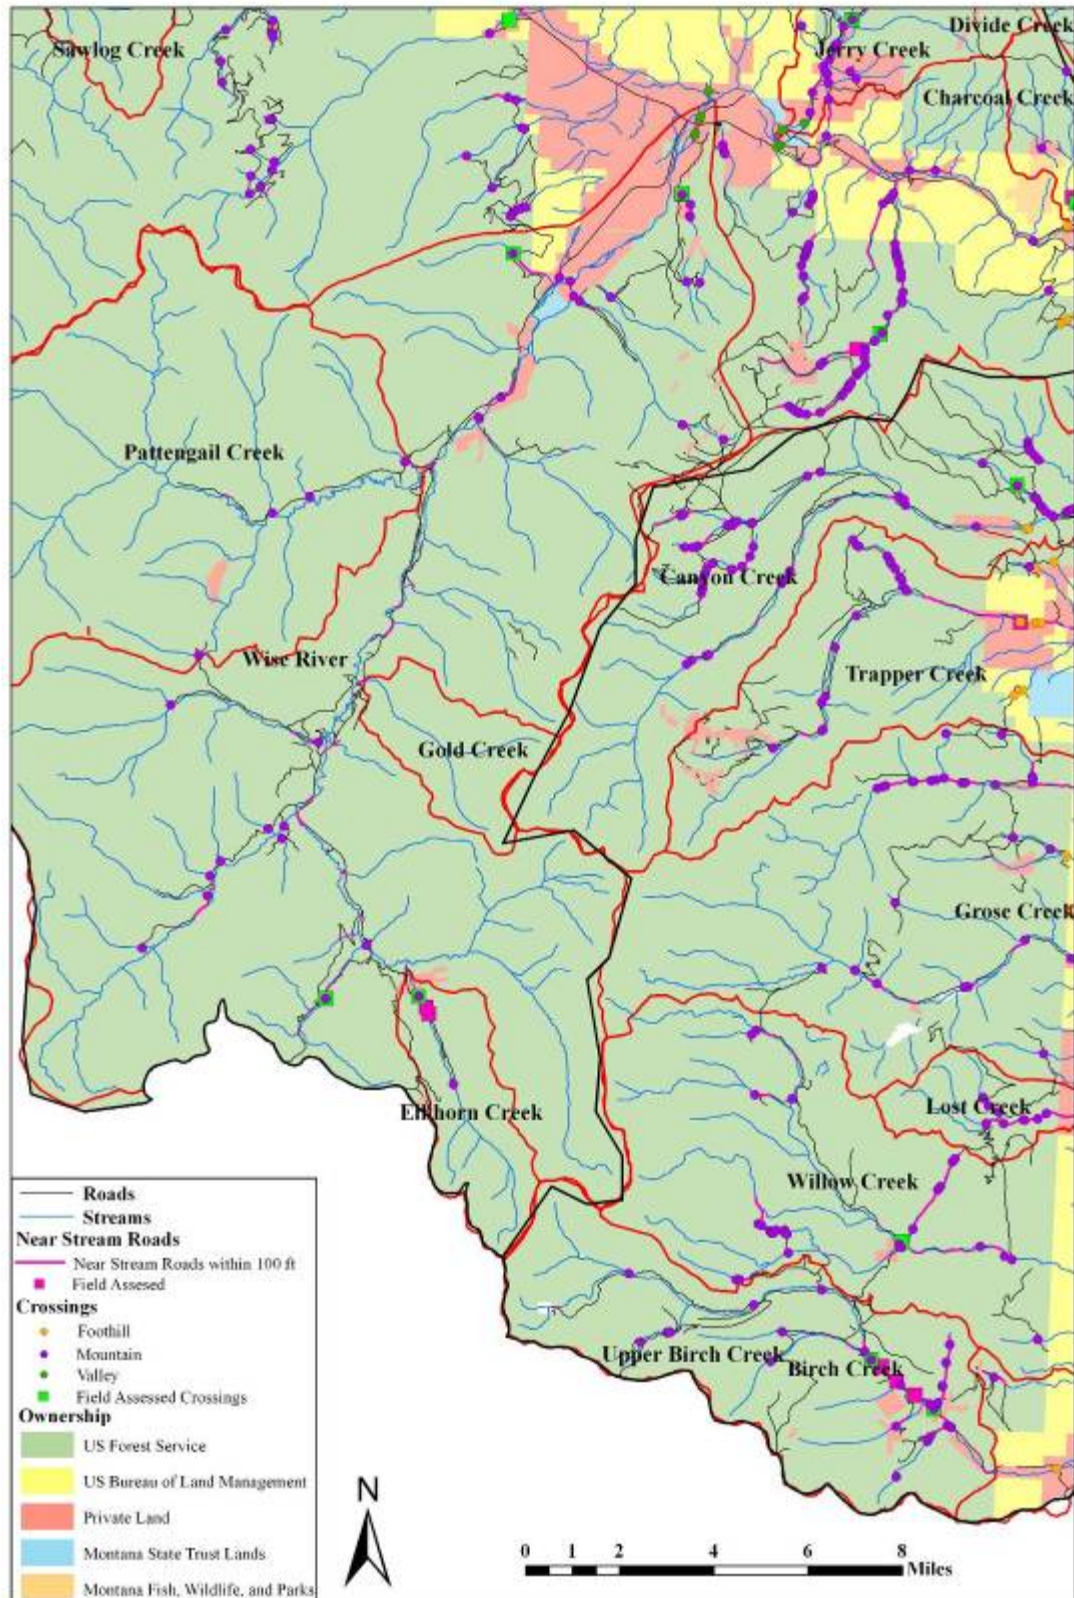 Divide Creek
Sawlog Creek
Jerry Creek
Charcoal Creek
Pattengail Creek
Canyon Creek
Wise River
Trapper Creek
Gold Creek
Grose Creek
Elkhorn Creek
Lost Creek
Willow Creek
Upper Birch Creek
Birch Creek
Roads
Streams
Near Stream Roads
Near Stream Roads within 100 ft
Field Assesed
Crossings
Foothill
Mountain
Valley
Field Assessed Crossings
Ownership
US Forest Service
US Bureau of Land Management
Private Land
Montana State Trust Lands
Montana Fish, Wildlife, and Parks
N
0 1 2 4 6 8
Miles